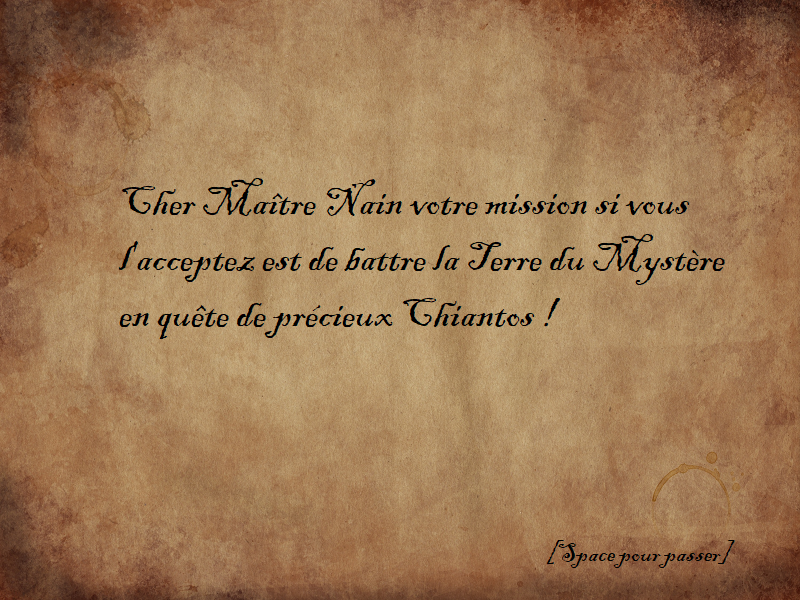 Cher Maître Nain votre mission si vous
l'acceptez est de battre la Terre du Mystère
en quête de précieux Chiantos !
[Space pour passer]